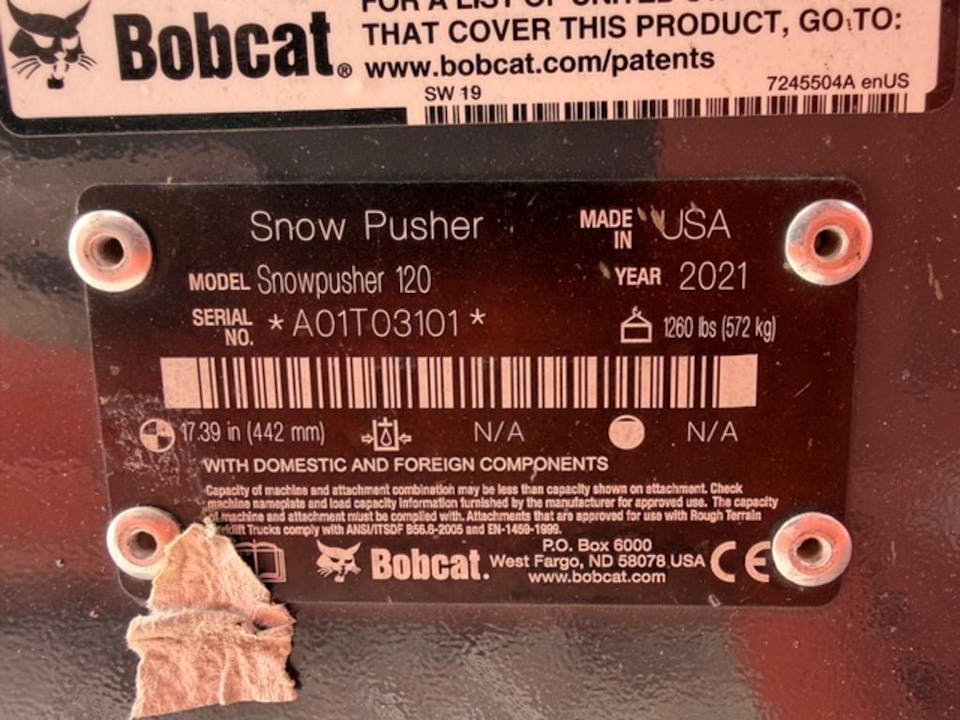 FOR A LIST OF UNITED
THAT COVER THIS PRODUCT, GO TO:
Bobcat® www.bobcat.com/patents
SW 19
7245504A enUS
Snow Pusher
MADE IN USA
MODEL Snowpusher 120
YEAR 2021
SERIAL NO. *A01T03101*
1260 lbs (572 kg)
17.39 in (442 mm)
N/A
N/A
WITH DOMESTIC AND FOREIGN COMPONENTS
Capacity of machine and attachment combination may be less than capacity shown on attachment. Check
machine nameplate and load capacity information furnished by the manufacturer for approved use. The capacity
of machine and attachment must be complied with. Attachments that are approved for use with Rough Terrain
Trucks comply with ANSI/ITSDF B56.6-2005 and EN-1459-1999.
Bobcat.
P.O. Box 6000
West Fargo, ND 58078 USA
www.bobcat.com
CE